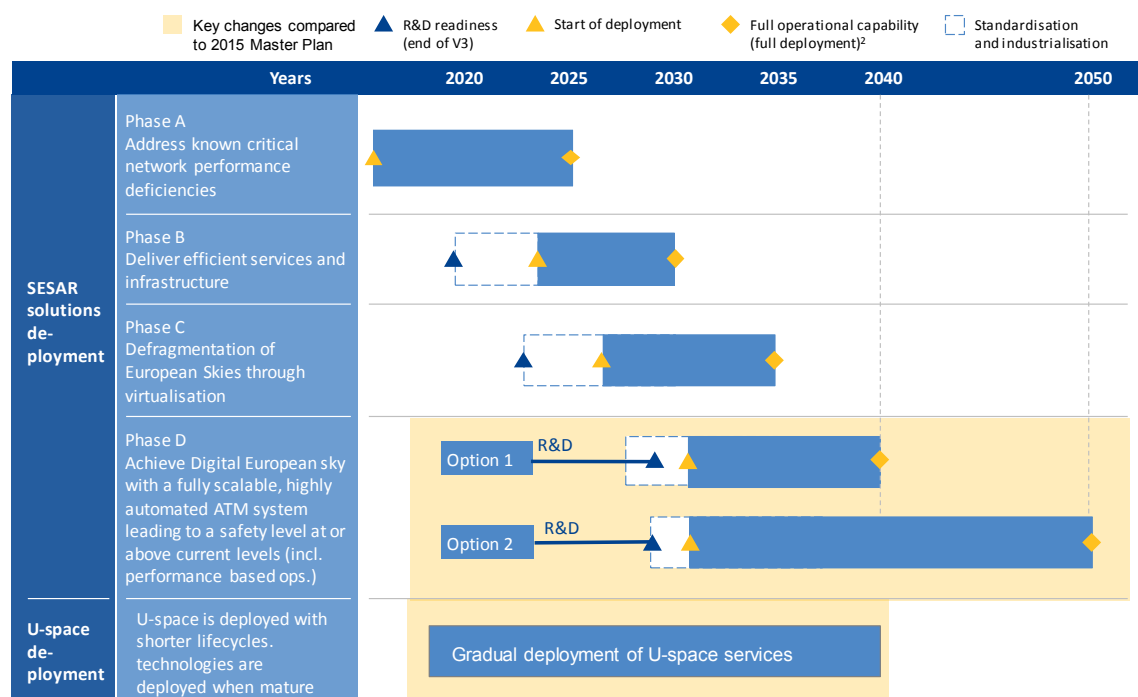 Key changes compared
to 2015 Master Plan
R&D readiness
(end of V3)
Start of deployment
Full operational capability
(full deployment)2
Standardisation
and industrialisation
Years
2020
2025
2030
2035
2040
2050
SESAR
solutions
de-
ployment
Phase A
Address known critical
network performance
deficiencies
Phase B
Deliver efficient services and
infrastructure
Phase C
Defragmentation of
European Skies through
virtualisation
Phase D
Achieve Digital European sky
with a fully scalable, highly
automated ATM system
leading to a safety level at or
above current levels (incl.
performance based ops.)
Option 1
R&D
Option 2
R&D
U-space
de-
ployment
U-space is deployed with
shorter lifecycles.
technologies are
deployed when mature
Gradual deployment of U-space services